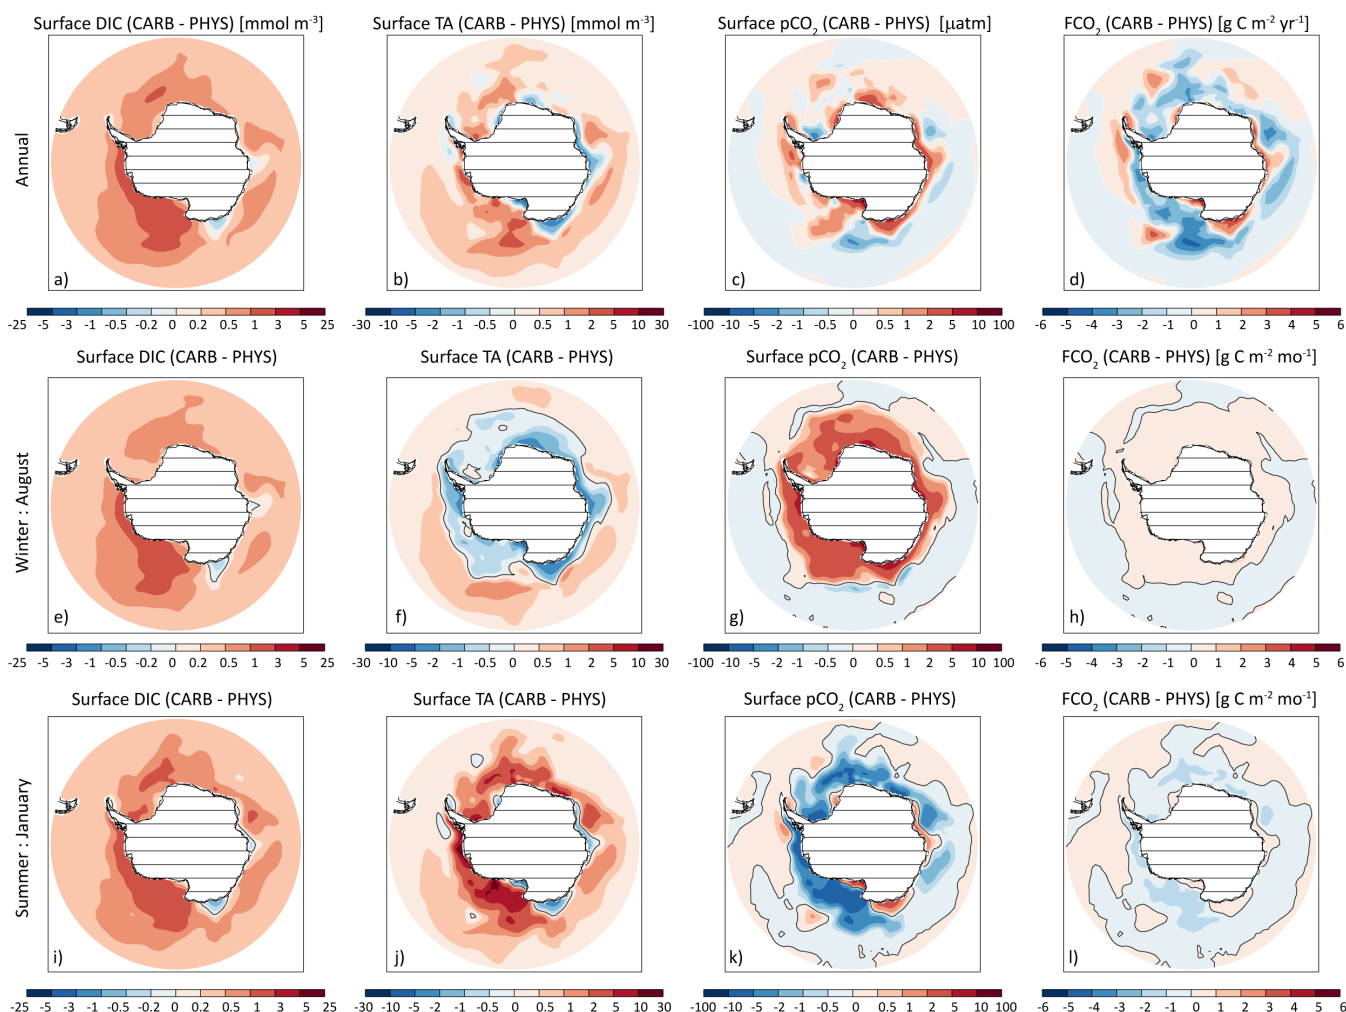 Surface DIC (CARB - PHYS) [mmol m⁻³]
Surface TA (CARB - PHYS) [mmol m⁻³]
Surface pCO₂ (CARB - PHYS) [μatm]
FCO₂ (CARB - PHYS) [g C m⁻² yr⁻¹]
Annual
a)
b)
c)
d)
-25 -5 -3 -1 -0.5 -0.2 0 0.2 0.5 1 3 5 25
-30 -10 -5 -2 -1 -0.5 0 0.5 1 2 5 10 30
-100 -10 -5 -2 -1 -0.5 0 0.5 1 2 5 10 100
-6 -5 -4 -3 -2 -1 0 1 2 3 4 5 6
Surface DIC (CARB - PHYS)
Surface TA (CARB - PHYS)
Surface pCO₂ (CARB - PHYS)
FCO₂ (CARB - PHYS) [g C m⁻² mo⁻¹]
Winter : August
e)
f)
g)
h)
-25 -5 -3 -1 -0.5 -0.2 0 0.2 0.5 1 3 5 25
-30 -10 -5 -2 -1 -0.5 0 0.5 1 2 5 10 30
-100 -10 -5 -2 -1 -0.5 0 0.5 1 2 5 10 100
-6 -5 -4 -3 -2 -1 0 1 2 3 4 5 6
Surface DIC (CARB - PHYS)
Surface TA (CARB - PHYS)
Surface pCO₂ (CARB - PHYS)
FCO₂ (CARB - PHYS) [g C m⁻² mo⁻¹]
Summer : January
i)
j)
k)
l)
-25 -5 -3 -1 -0.5 -0.2 0 0.2 0.5 1 3 5 25
-30 -10 -5 -2 -1 -0.5 0 0.5 1 2 5 10 30
-100 -10 -5 -2 -1 -0.5 0 0.5 1 2 5 10 100
-6 -5 -4 -3 -2 -1 0 1 2 3 4 5 6